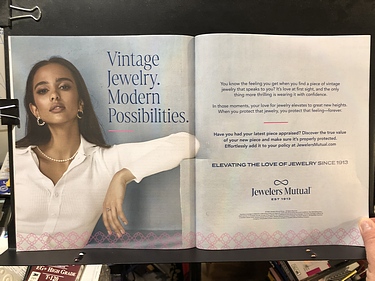 Vintage
Jewelry.
Modern
Possibilities.
You know the feeling you get when you find a piece of vintage
jewelry that speaks to you? It's love at first sight, and the only
thing more thrilling is wearing it with confidence.
In those moments, your love for jewelry elevates to great new heights.
When you protect that jewelry, you protect that feeling—forever.
Have you had your latest piece appraised? Discover the true value
of your new piece and make sure it's properly protected.
Effortlessly add it to your policy at JewelersMutual.com
ELEVATING THE LOVE OF JEWELRY SINCE 1913
Jewelers Mutual
EST 1913
HIGH GRADE
T-120